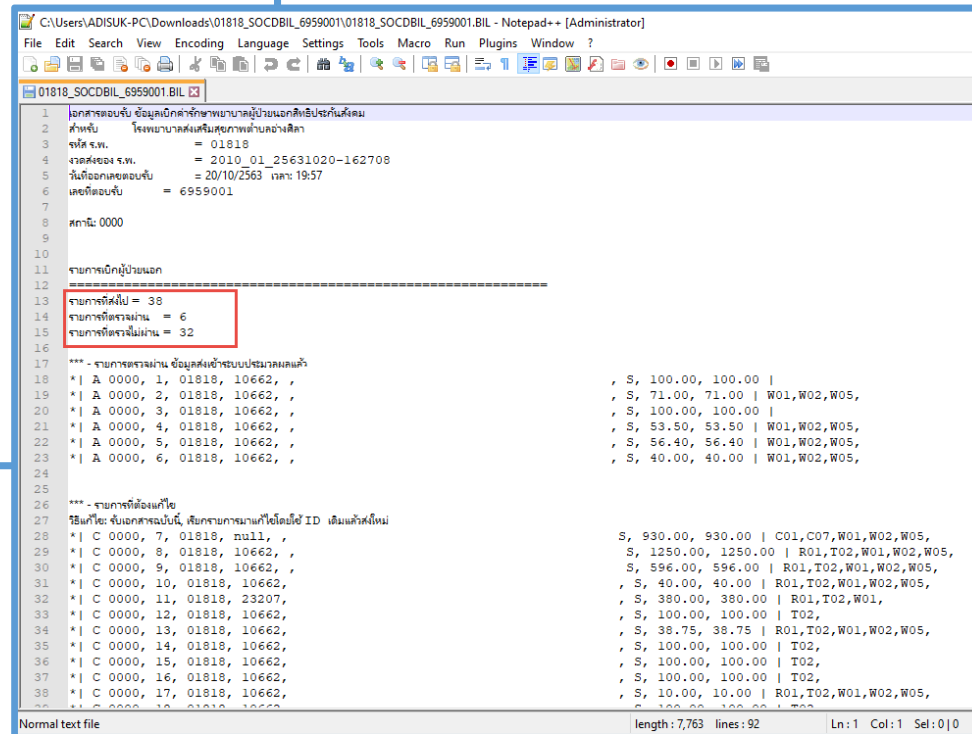 C:\Users\ADISUK-PC\Downloads\01818_SOCDBIL_6959001\01818_SOCDBIL_6959001.BIL - Notepad++ [Administrator]
File Edit Search View Encoding Language Settings Tools Macro Run Plugins Window ?
01818_SOCDBIL_6959001.BIL
1 เอกสารตอบรับ ข้อมูลเบิกค่ารักษาพยาบาลผู้ป่วยนอกสิทธิประกันสังคม
2 สำหรับ โรงพยาบาลส่งเสริมสุขภาพตำบลอ่างศิลา
3 รหัส ร.พ. = 01818
4 งวดส่งของ ร.พ. = 2010_01_25631020-162708
5 วันที่ออกเลขตอบรับ = 20/10/2563 เวลา: 19:57
6 เลขที่ตอบรับ = 6959001
7
8 สถานี: 0000
9
10
11 รายการเบิกผู้ป่วยนอก
12 =============================================================
13 รายการที่ส่งไป = 38
14 รายการที่ตรวจผ่าน = 6
15 รายการที่ตรวจไม่ผ่าน = 32
16
17 *** - รายการตรวจผ่าน ข้อมูลส่งเข้าระบบประมวลผลแล้ว
18 *| A 0000, 1, 01818, 10662, , , S, 100.00, 100.00 |
19 *| A 0000, 2, 01818, 10662, , , S, 71.00, 71.00 | W01,W02,W05,
20 *| A 0000, 3, 01818, 10662, , , S, 100.00, 100.00 |
21 *| A 0000, 4, 01818, 10662, , , S, 53.50, 53.50 | W01,W02,W05,
22 *| A 0000, 5, 01818, 10662, , , S, 56.40, 56.40 | W01,W02,W05,
23 *| A 0000, 6, 01818, 10662, , , S, 40.00, 40.00 | W01,W02,W05,
24
25
26 *** - รายการที่ต้องแก้ไข
27 วิธีแก้ไข: รับเอกสารฉบับนี้, เรียกรายการมาแก้ไขโดยใช้ ID เดิมแล้วส่งใหม่
28 *| C 0000, 7, 01818, null, , S, 930.00, 930.00 | C01,C07,W01,W02,W05,
29 *| C 0000, 8, 01818, 10662, , S, 1250.00, 1250.00 | R01,T02,W01,W02,W05,
30 *| C 0000, 9, 01818, 10662, , S, 596.00, 596.00 | R01,T02,W01,W02,W05,
31 *| C 0000, 10, 01818, 10662, , S, 40.00, 40.00 | R01,T02,W01,W02,W05,
32 *| C 0000, 11, 01818, 23207, , S, 380.00, 380.00 | R01,T02,W01,
33 *| C 0000, 12, 01818, 10662, , S, 100.00, 100.00 | T02,
34 *| C 0000, 13, 01818, 10662, , S, 38.75, 38.75 | R01,T02,W01,W02,W05,
35 *| C 0000, 14, 01818, 10662, , S, 100.00, 100.00 | T02,
36 *| C 0000, 15, 01818, 10662, , S, 100.00, 100.00 | T02,
37 *| C 0000, 16, 01818, 10662, , S, 100.00, 100.00 | T02,
38 *| C 0000, 17, 01818, 10662, , S, 10.00, 10.00 | R01,T02,W01,W02,W05,
Normal text file length : 7,763 lines : 92 Ln : 1 Col : 1 Sel : 0 | 0